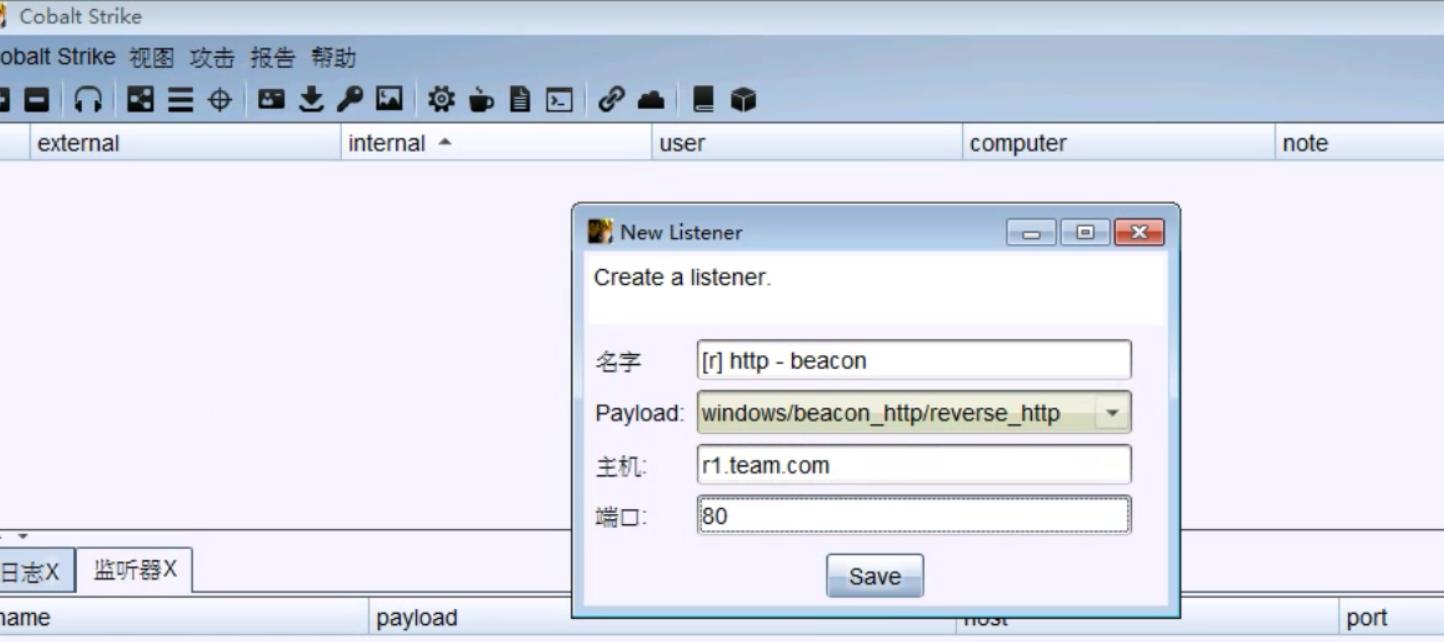 Cobalt Strike
obalt Strike 视图 攻击 报告 帮助
external internal user computer note
New Listener
Create a listener.
名字 [r] http - beacon
Payload: windows/beacon_http/reverse_http
主机: r1.team.com
端口: 80
Save
日志X 监听器X
name payload host port